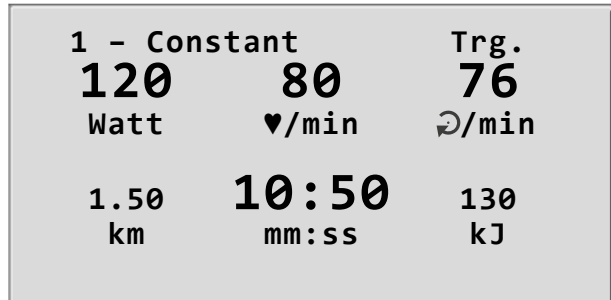 1 – Constant Trg.
120 80 76
Watt ♥/min /min
1.50 10:50 130
km mm:ss kJ